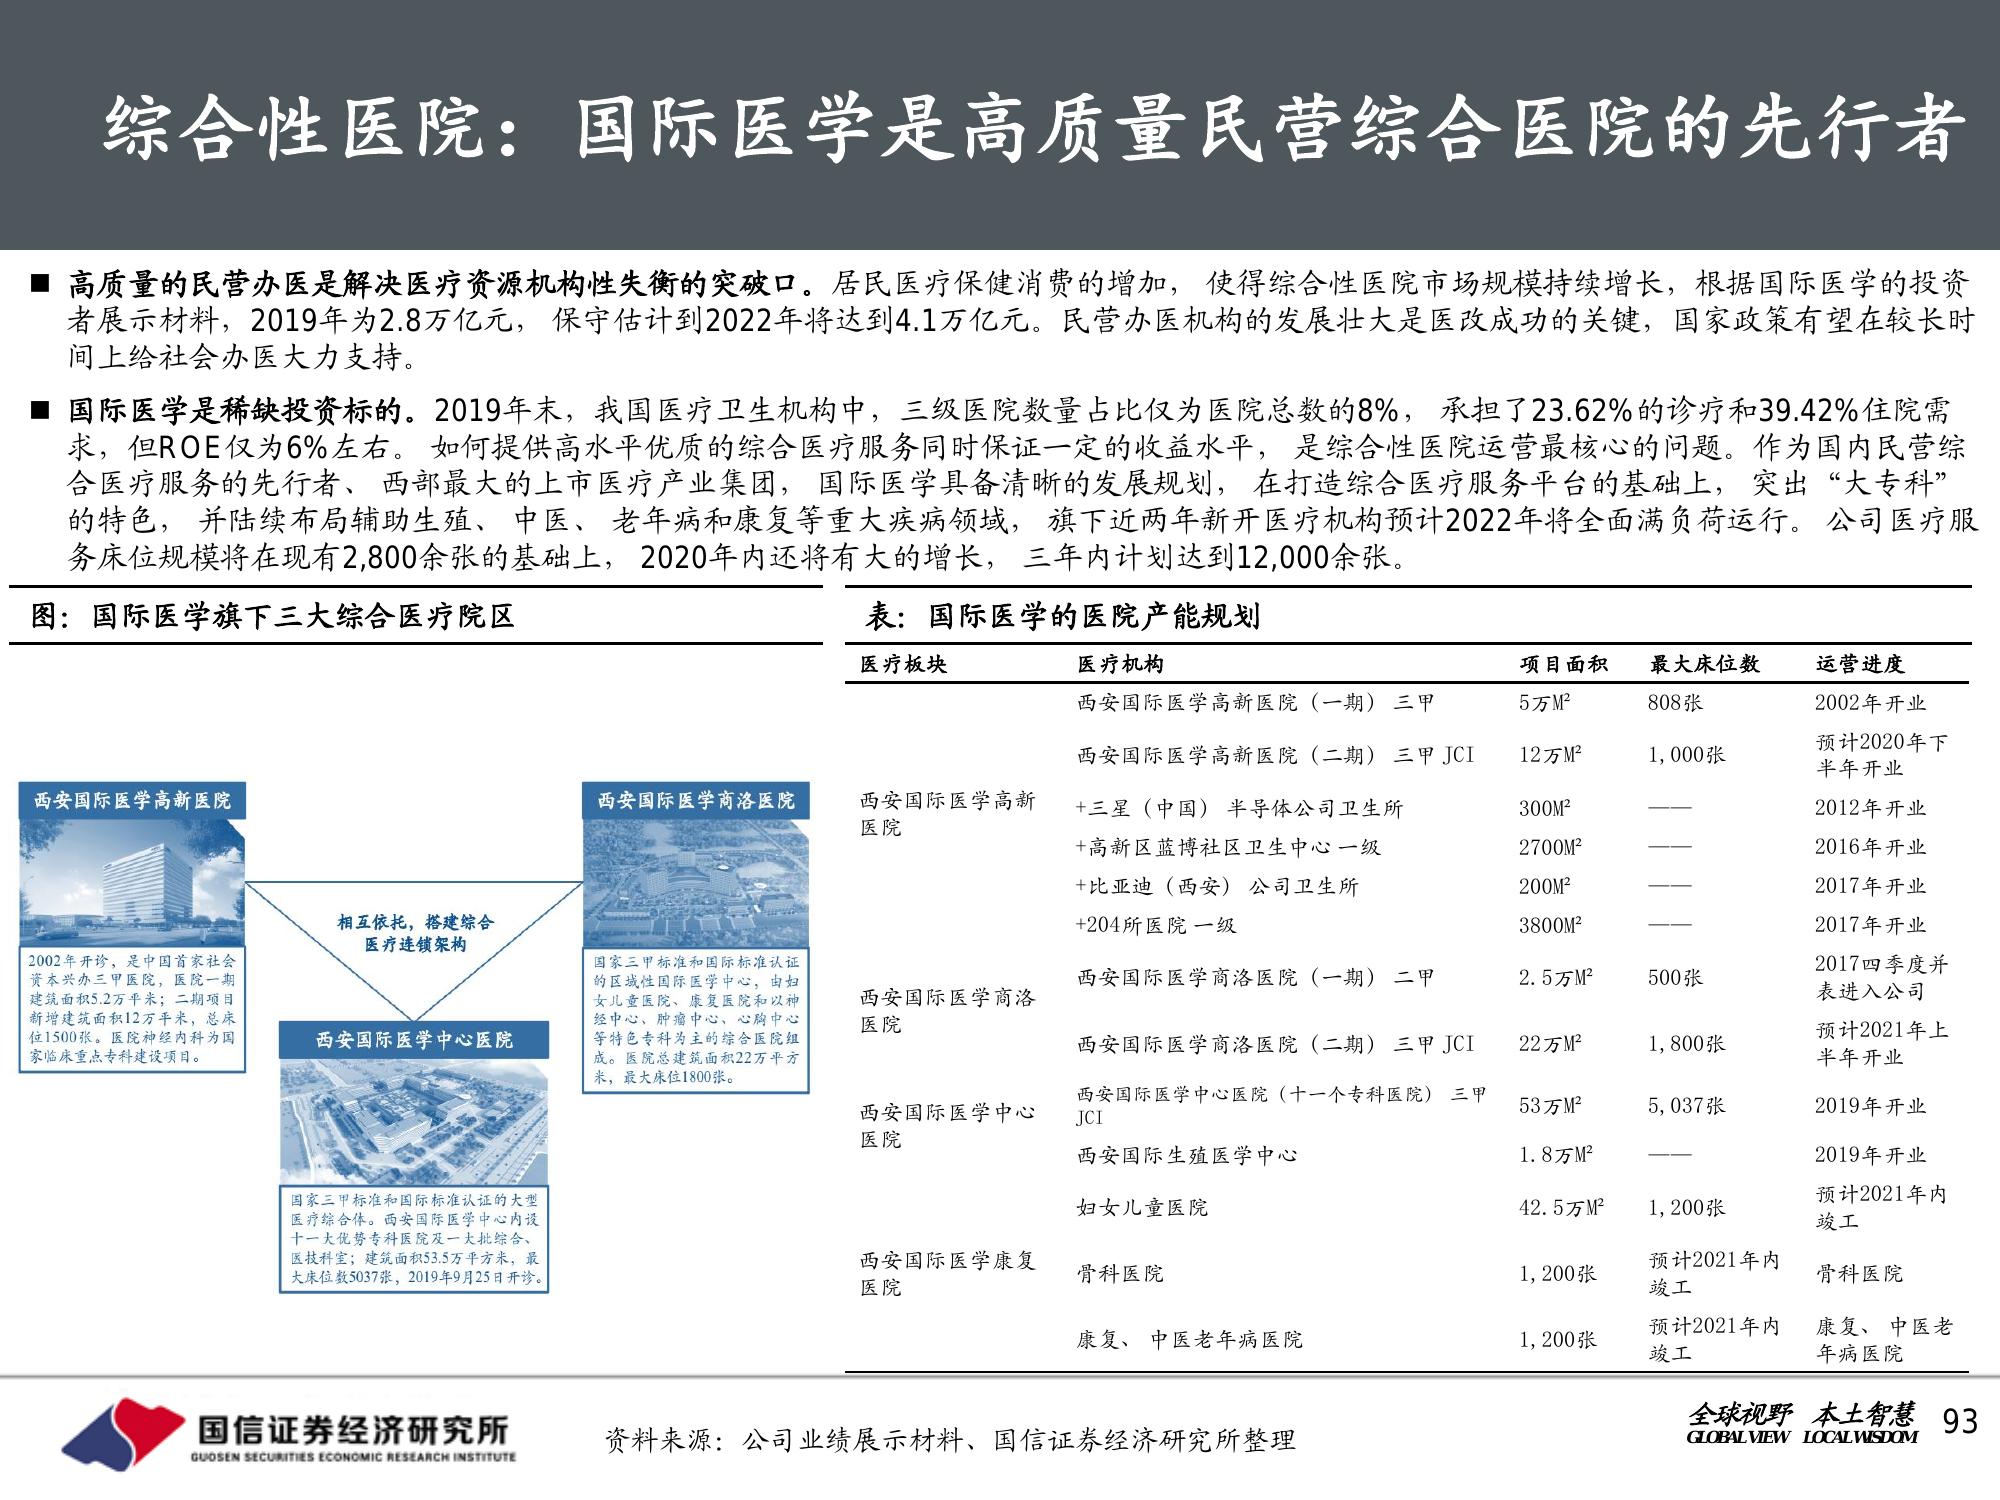 综合性医院：国际医学是高质量民营综合医院的先行者
■ 高质量的民营办医是解决医疗资源机构性失衡的突破口。居民医疗保健消费的增加， 使得综合性医院市场规模持续增长，根据国际医学的投资
者展示材料，2019年为2.8万亿元， 保守估计到2022年将达到4.1万亿元。民营办医机构的发展壮大是医改成功的关键，国家政策有望在较长时
间上给社会办医大力支持。
■ 国际医学是稀缺投资标的。2019年末，我国医疗卫生机构中，三级医院数量占比仅为医院总数的8%， 承担了23.62%的诊疗和39.42%住院需
求，但ROE仅为6%左右。 如何提供高水平优质的综合医疗服务同时保证一定的收益水平， 是综合性医院运营最核心的问题。作为国内民营综
合医疗服务的先行者、 西部最大的上市医疗产业集团， 国际医学具备清晰的发展规划， 在打造综合医疗服务平台的基础上， 突出“大专科”
的特色， 并陆续布局辅助生殖、 中医、 老年病和康复等重大疾病领域， 旗下近两年新开医疗机构预计2022年将全面满负荷运行。 公司医疗服
务床位规模将在现有2,800余张的基础上， 2020年内还将有大的增长， 三年内计划达到12,000余张。
图：国际医学旗下三大综合医疗院区
西安国际医学高新医院
2002年开诊，是中国首家社会
资本兴办三甲医院，医院一期
建筑面积5.2万平米；二期项目
新增建筑面积12万平米，总床
位1500张。医院神经内科为国
家临床重点专科建设项目。
西安国际医学商洛医院
国家三甲标准和国际标准认证
的区域性国际医学中心，由妇
女儿童医院、康复医院和以神
经中心、肿瘤中心、心胸中心
等特色专科为主的综合医院组
成。医院总建筑面积22万平方
米，最大床位1800张。
相互依托，搭建综合
医疗连锁架构
西安国际医学中心医院
国家三甲标准和国际标准认证的大型
医疗综合体。西安国际医学中心内设
十一大优势专科医院及一大批综合、
医技科室；建筑面积53.5万平方米，最
大床位数5037张，2019年9月25日开诊。
表：国际医学的医院产能规划
医疗板块 医疗机构 项目面积 最大床位数 运营进度
西安国际医学高新医院（一期） 三甲 5万M² 808张 2002年开业
西安国际医学高新医院（二期） 三甲 JCI 12万M² 1,000张 预计2020年下
半年开业
西安国际医学高新
医院
+三星（中国） 半导体公司卫生所 300M² —— 2012年开业
+高新区蓝博社区卫生中心 一级 2700M² —— 2016年开业
+比亚迪（西安） 公司卫生所 200M² —— 2017年开业
+204所医院 一级 3800M² —— 2017年开业
西安国际医学商洛
医院
西安国际医学商洛医院（一期） 二甲 2.5万M² 500张 2017四季度并
表进入公司
西安国际医学商洛医院（二期） 三甲 JCI 22万M² 1,800张 预计2021年上
半年开业
西安国际医学中心
医院
西安国际医学中心医院（十一个专科医院） 三甲
JCI 53万M² 5,037张 2019年开业
西安国际生殖医学中心 1.8万M² —— 2019年开业
西安国际医学康复
医院
妇女儿童医院 42.5万M² 1,200张 预计2021年内
竣工
骨科医院 1,200张 预计2021年内
竣工 骨科医院
康复、 中医老年病医院 1,200张 预计2021年内
竣工 康复、 中医老
年病医院
国信证券经济研究所
GUOSEN SECURITIES ECONOMIC RESEARCH INSTITUTE
资料来源：公司业绩展示材料、国信证券经济研究所整理
全球视野 本土智慧
GLOBAL VIEW LOCAL WISDOM
93